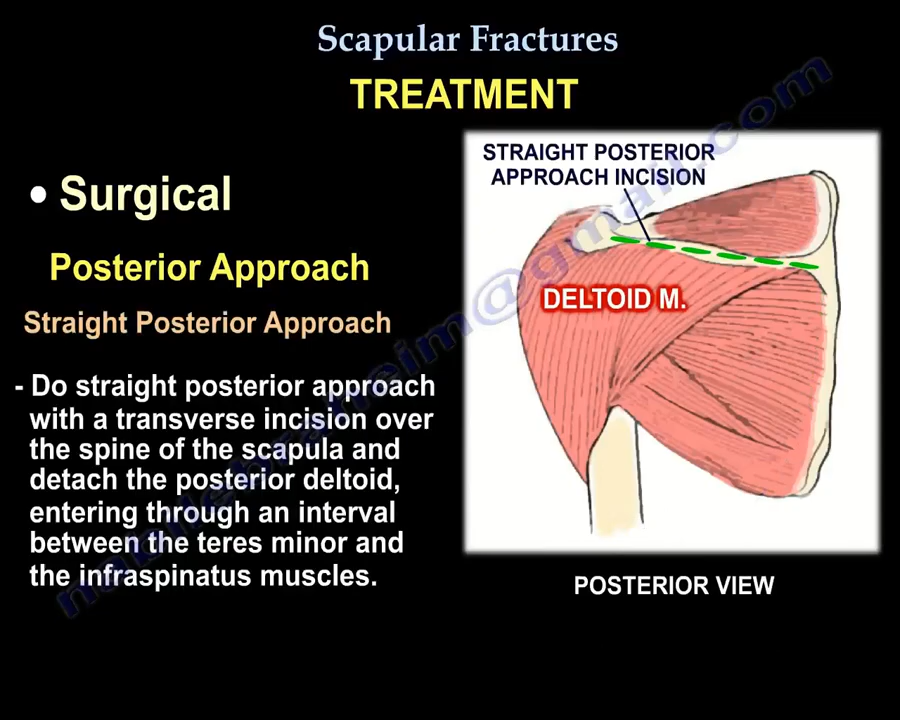 Scapular Fractures
TREATMENT
• Surgical
Posterior Approach
Straight Posterior Approach
- Do straight posterior approach
with a transverse incision over
the spine of the scapula and
detach the posterior deltoid,
entering through an interval
between the teres minor and
the infraspinatus muscles.
STRAIGHT POSTERIOR
APPROACH INCISION
DELTOID M.
POSTERIOR VIEW